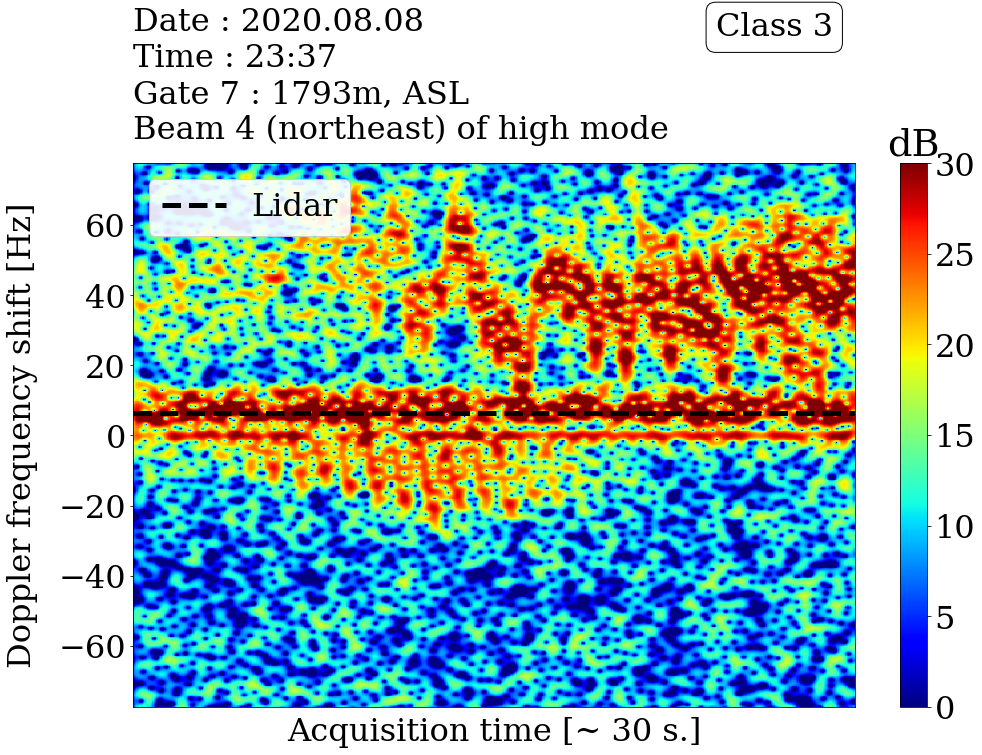 Date : 2020.08.08
Time : 23:37
Gate 7 : 1793m, ASL
Beam 4 (northeast) of high mode
Class 3
dB
Lidar
Doppler frequency shift [Hz]
60
40
20
0
−20
−40
−60
30
25
20
15
10
5
0
Acquisition time [~ 30 s.]